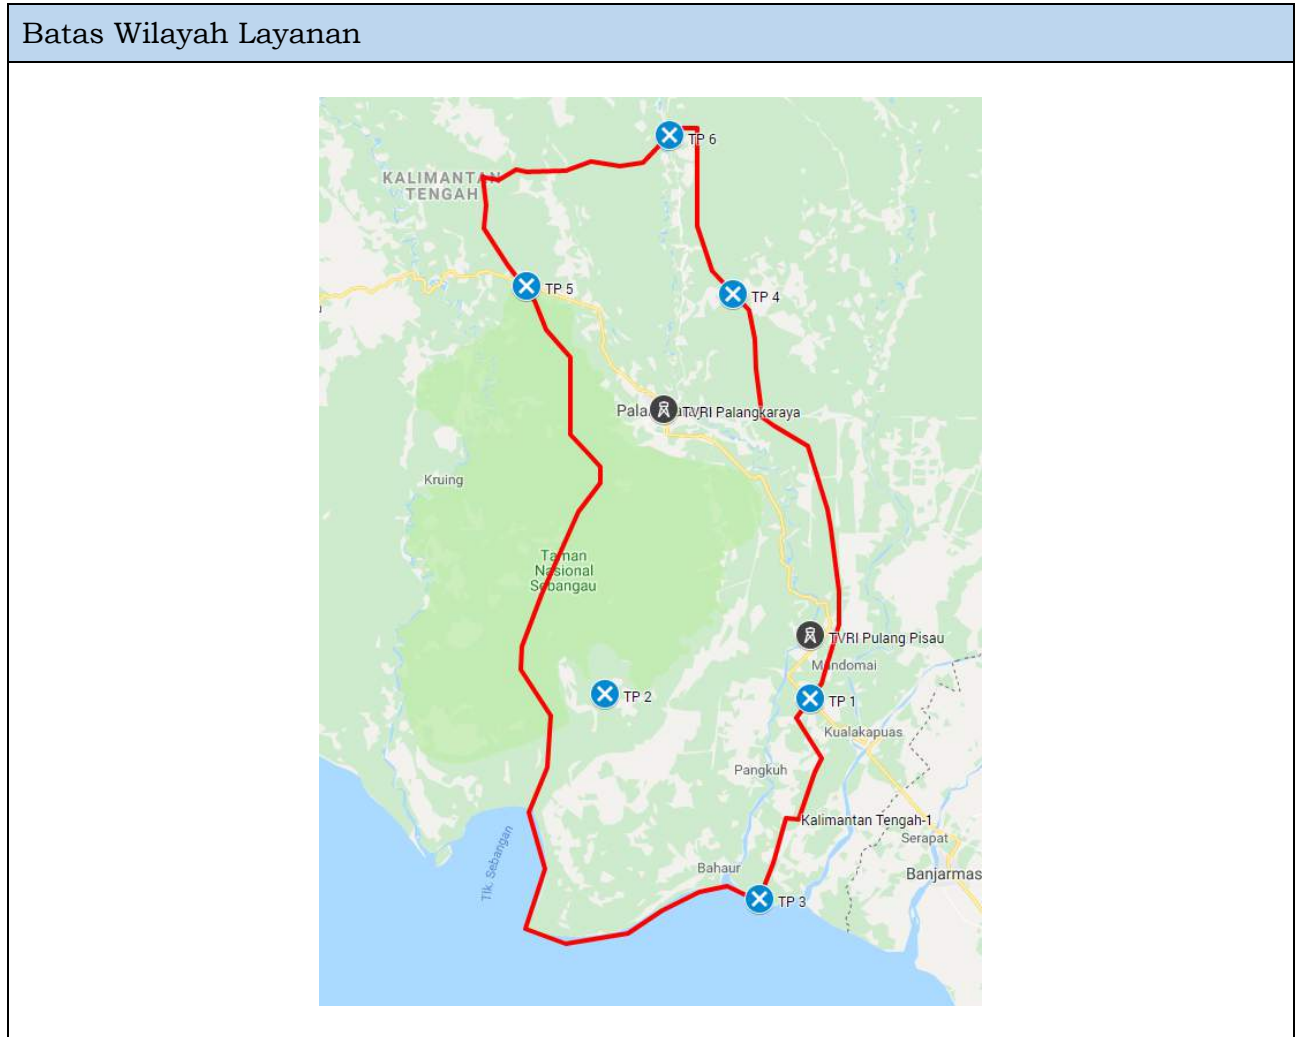 Batas Wilayah Layanan
TP 6
KALIMANTAN
TENGAH
TP 5
TP 4
TVRI Palangkaraya
Kruing
Taman
Nasional
Sebangau
TVRI Pulang Pisau
Mandomai
TP 2
TP 1
Kualakapuas
Pangkuh
Kalimantan Tengah-1
Serapat
Tlk. Sebangan
Bahaur
Banjarmas
TP 3